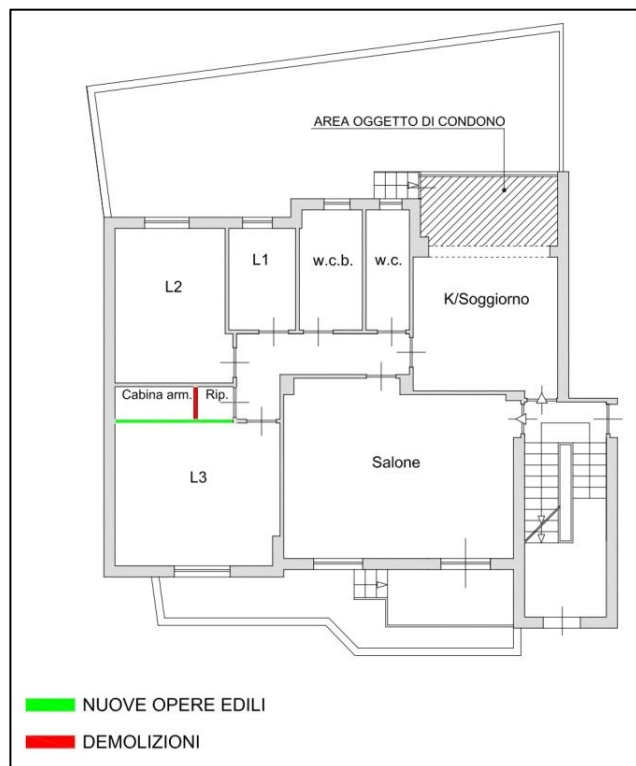 AREA OGGETTO DI CONDONO
L2
L1
w.c.b.
w.c.
K/Soggiorno
Cabina arm.
Rip.
L3
Salone
NUOVE OPERE EDILI
DEMOLIZIONI